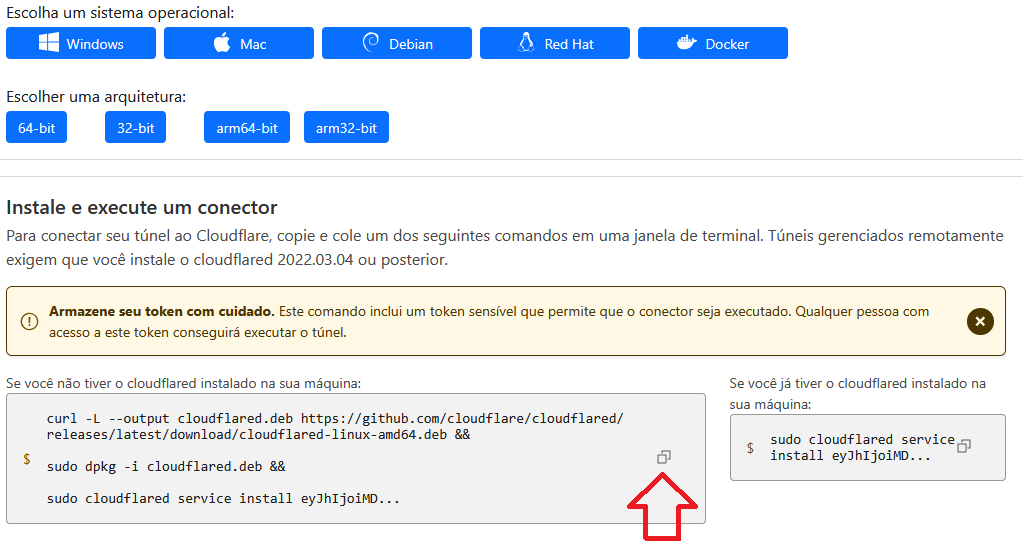 Escolha um sistema operacional:
Windows
Mac
Debian
Red Hat
Docker
Escolher uma arquitetura:
64-bit
32-bit
arm64-bit
arm32-bit
Instale e execute um conector
Para conectar seu túnel ao Cloudflare, copie e cole um dos seguintes comandos em uma janela de terminal. Túneis gerenciados remotamente
exigem que você instale o cloudflared 2022.03.04 ou posterior.
Armazene seu token com cuidado. Este comando inclui um token sensível que permite que o conector seja executado. Qualquer pessoa com
acesso a este token conseguirá executar o túnel.
Se você não tiver o cloudflared instalado na sua máquina:
$
curl -L --output cloudflared.deb https://github.com/cloudflare/cloudflared/
releases/latest/download/cloudflared-linux-amd64.deb &&
sudo dpkg -i cloudflared.deb &&
sudo cloudflared service install eyJhIjoiMD...
Se você já tiver o cloudflared instalado na
sua máquina:
$
sudo cloudflared service
install eyJhIjoiMD...